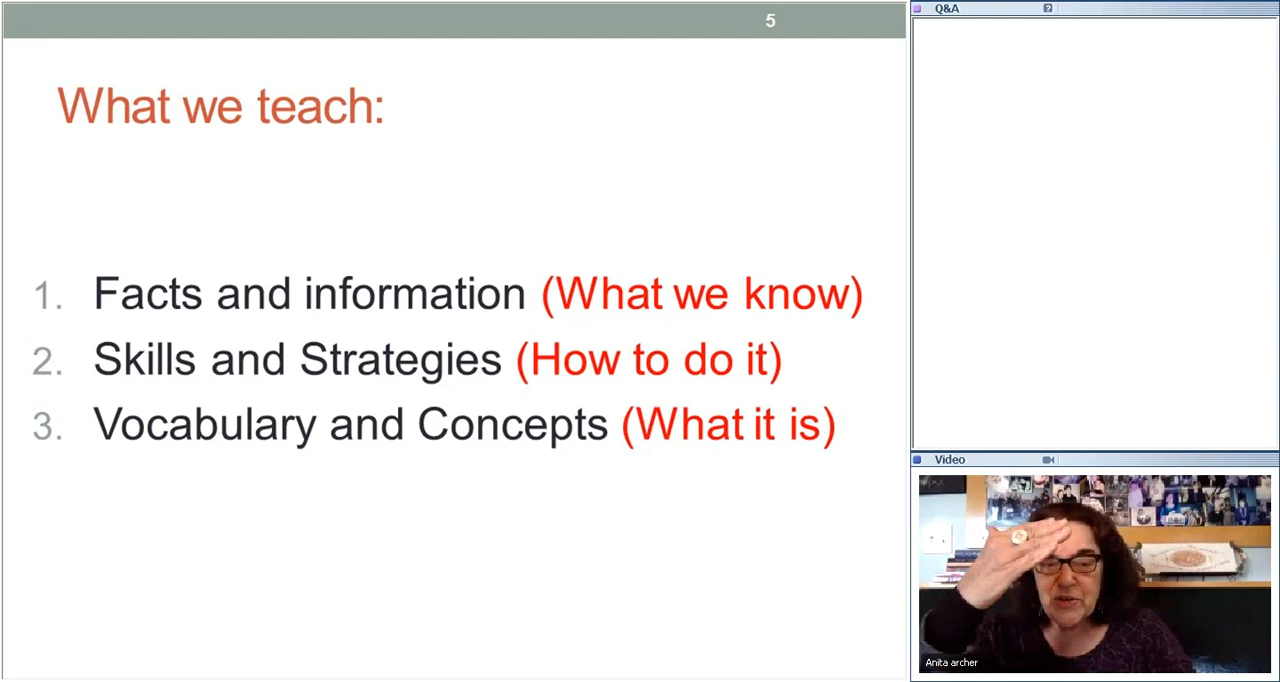 5
What we teach:
1. Facts and information (What we know)
2. Skills and Strategies (How to do it)
3. Vocabulary and Concepts (What it is)
Q&A
?
Video
Anita archer